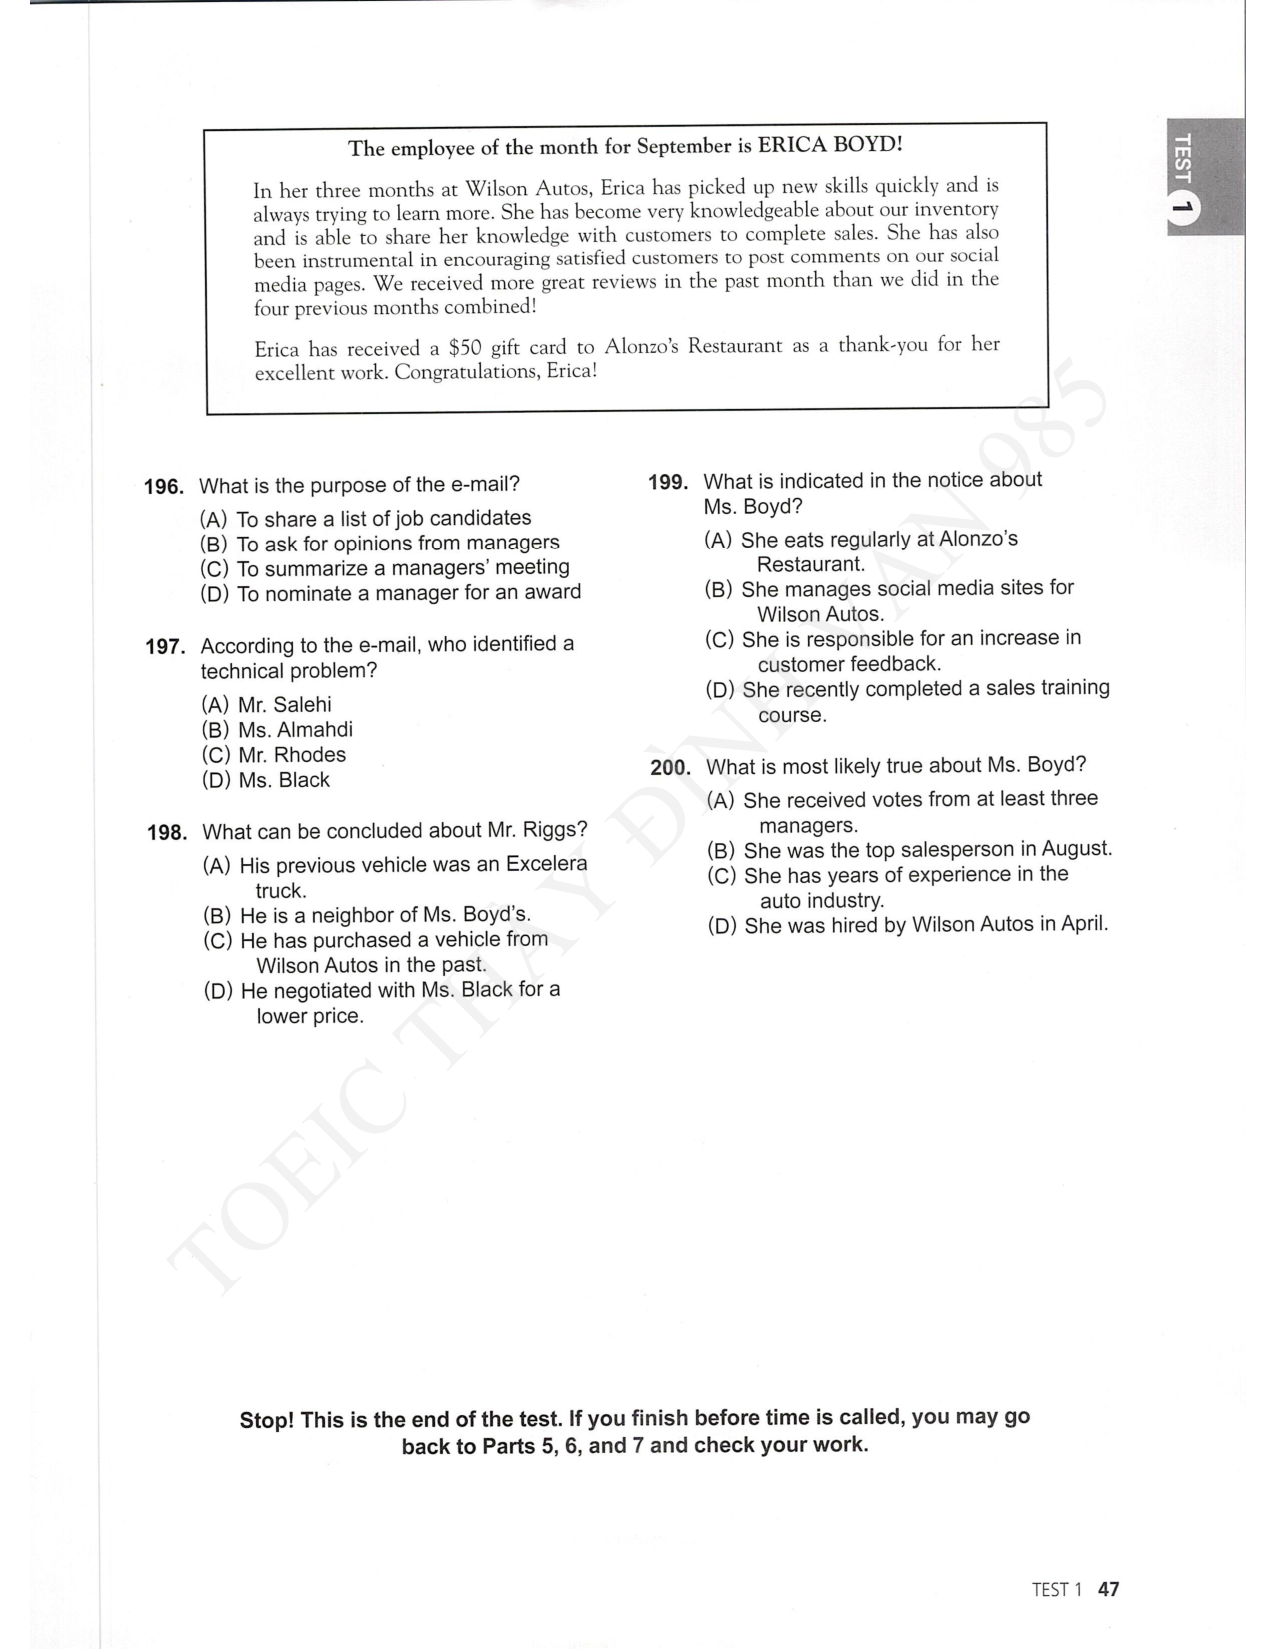 TEST 1
The employee of the month for September is ERICA BOYD!
In her three months at Wilson Autos, Erica has picked up new skills quickly and is
always trying to learn more. She has become very knowledgeable about our inventory
and is able to share her knowledge with customers to complete sales. She has also
been instrumental in encouraging satisfied customers to post comments on our social
media pages. We received more great reviews in the past month than we did in the
four previous months combined!
Erica has received a $50 gift card to Alonzo's Restaurant as a thank-you for her
excellent work. Congratulations, Erica!
196. What is the purpose of the e-mail?
(A) To share a list of job candidates
(B) To ask for opinions from managers
(C) To summarize a managers' meeting
(D) To nominate a manager for an award
197. According to the e-mail, who identified a
technical problem?
(A) Mr. Salehi
(B) Ms. Almahdi
(C) Mr. Rhodes
(D) Ms. Black
198. What can be concluded about Mr. Riggs?
(A) His previous vehicle was an Excelera
truck.
(B) He is a neighbor of Ms. Boyd's.
(C) He has purchased a vehicle from
Wilson Autos in the past.
(D) He negotiated with Ms. Black for a
lower price.
199. What is indicated in the notice about
Ms. Boyd?
(A) She eats regularly at Alonzo's
Restaurant.
(B) She manages social media sites for
Wilson Autos.
(C) She is responsible for an increase in
customer feedback.
(D) She recently completed a sales training
course.
200. What is most likely true about Ms. Boyd?
(A) She received votes from at least three
managers.
(B) She was the top salesperson in August.
(C) She has years of experience in the
auto industry.
(D) She was hired by Wilson Autos in April.
TOEIC THẦY ĐÌNH VĂN 985
Stop! This is the end of the test. If you finish before time is called, you may go
back to Parts 5, 6, and 7 and check your work.
TEST 1 47